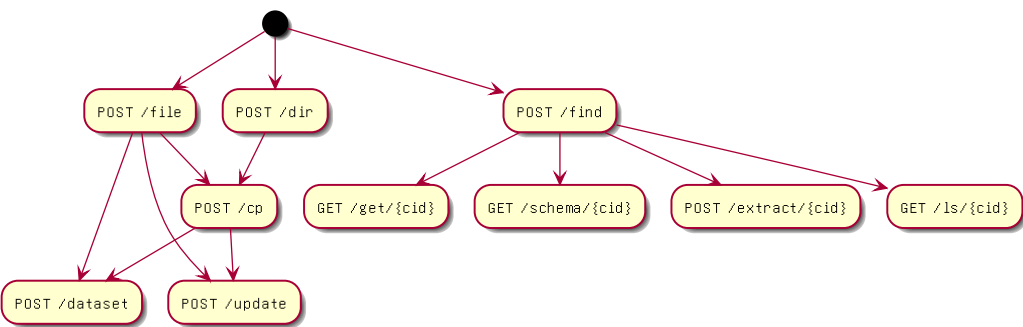 POST /file
POST /dir
POST /find
POST /cp
GET /get/{cid}
GET /schema/{cid}
POST /extract/{cid}
GET /ls/{cid}
POST /dataset
POST /update